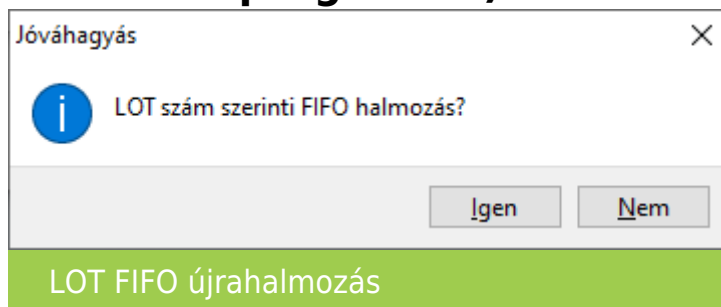 Jóváhagyás
LOT szám szerinti FIFO halmozás?
Igen
Nem
LOT FIFO újrahalmozás